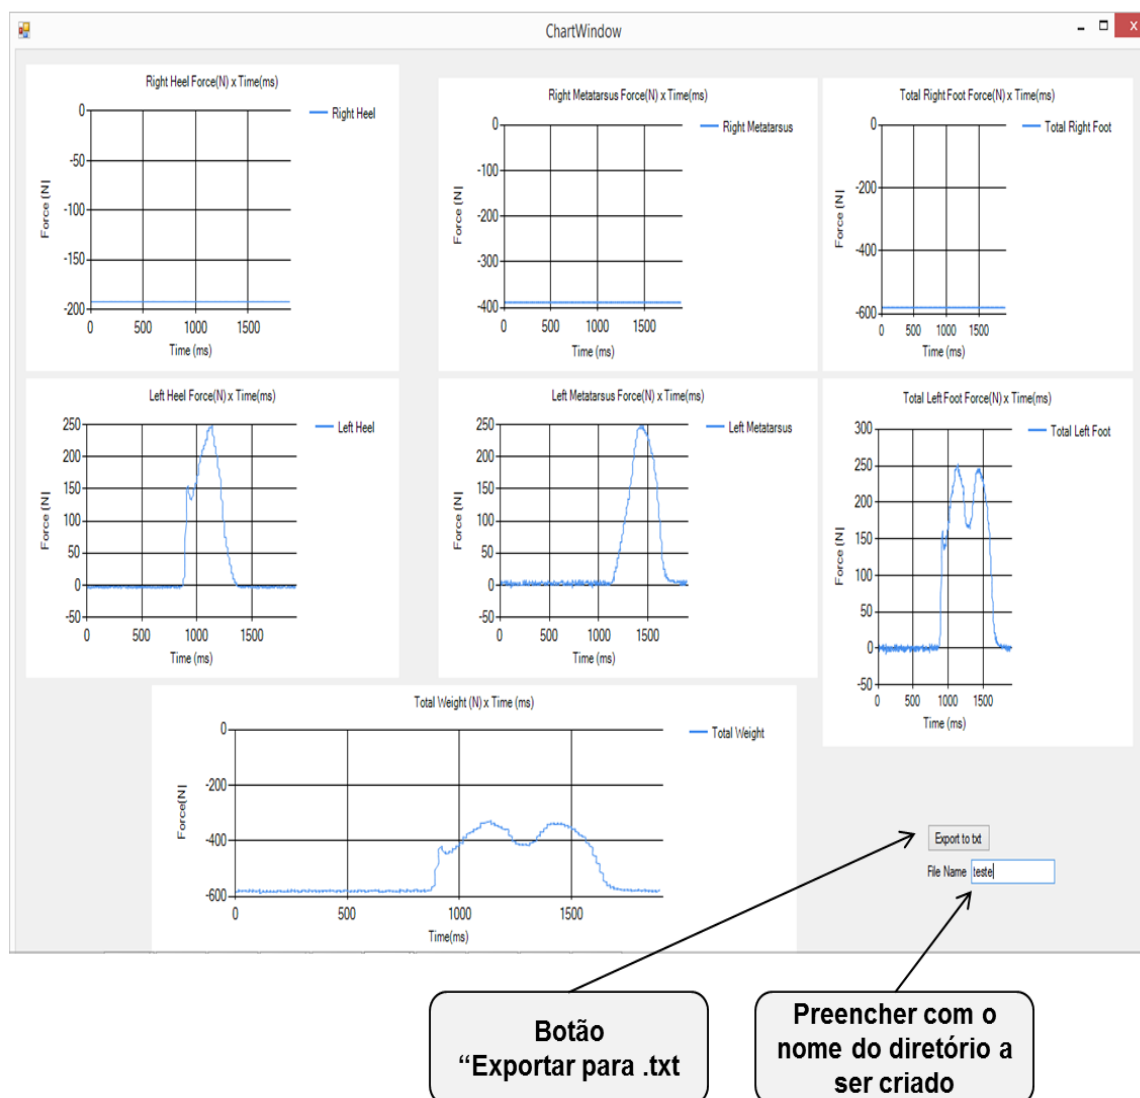 ChartWindow
Right Heel Force(N) x Time(ms)
Right Heel
0
-50
-100
-150
-200
Force (N|
0 500 1000 1500
Time (ms)
Right Metatarsus Force(N) x Time(ms)
Right Metatarsus
0
-100
-200
-300
-400
Force (N|
0 500 1000 1500
Time (ms)
Total Right Foot Force(N) x Time(ms)
Total Right Foot
0
-200
-400
-600
Force (N|
0 500 1000 1500
Time (ms)
Left Heel Force(N) x Time(ms)
Left Heel
250
200
150
100
50
0
-50
Force (N|
0 500 1000 1500
Time (ms)
Left Metatarsus Force(N) x Time(ms)
Left Metatarsus
250
200
150
100
50
0
-50
Force (N|
0 500 1000 1500
Time (ms)
Total Left Foot Force(N) x Time(ms)
Total Left Foot
300
250
200
150
100
50
0
-50
Force (N|
0 500 1000 1500
Time (ms)
Total Weight (N) x Time (ms)
Total Weight
0
-200
-400
-600
Force(N|
0 500 1000 1500
Time(ms)
Export to txt
File Name teste
Botão
“Exportar para .txt
Preencher com o
nome do diretório a
ser criado